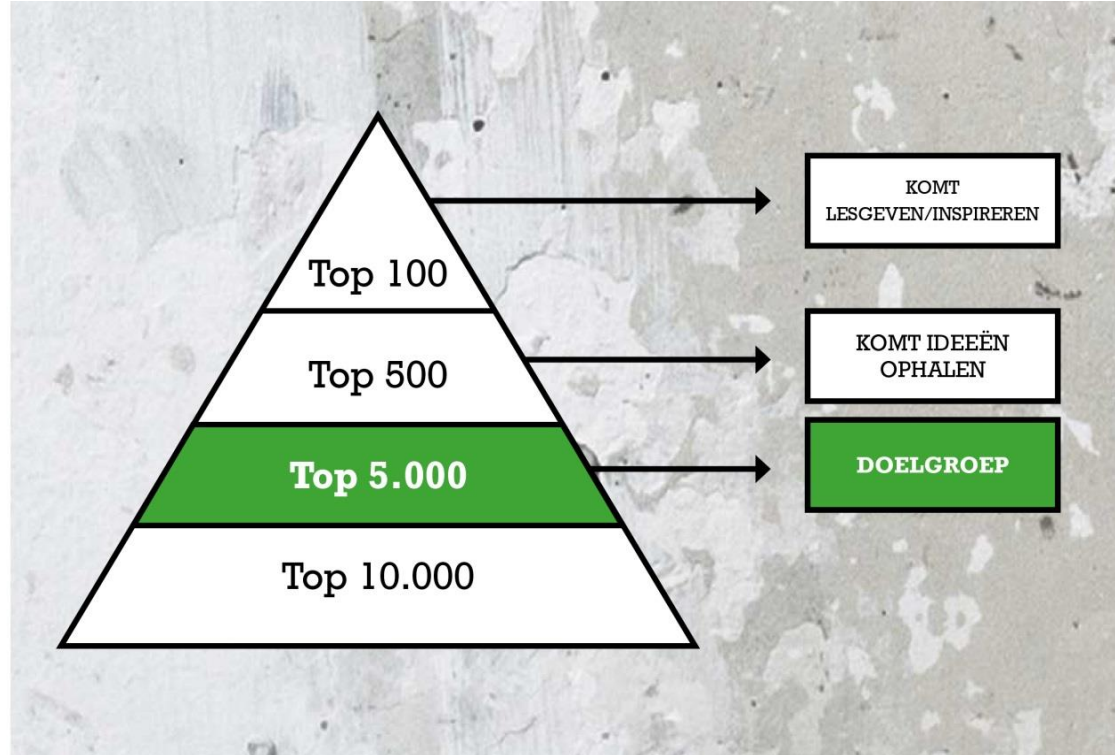 Top 100
Top 500
Top 5.000
Top 10.000
KOMT
LESGEVEN/INSPIREREN
KOMT IDEEËN
OPHALEN
DOELGROEP